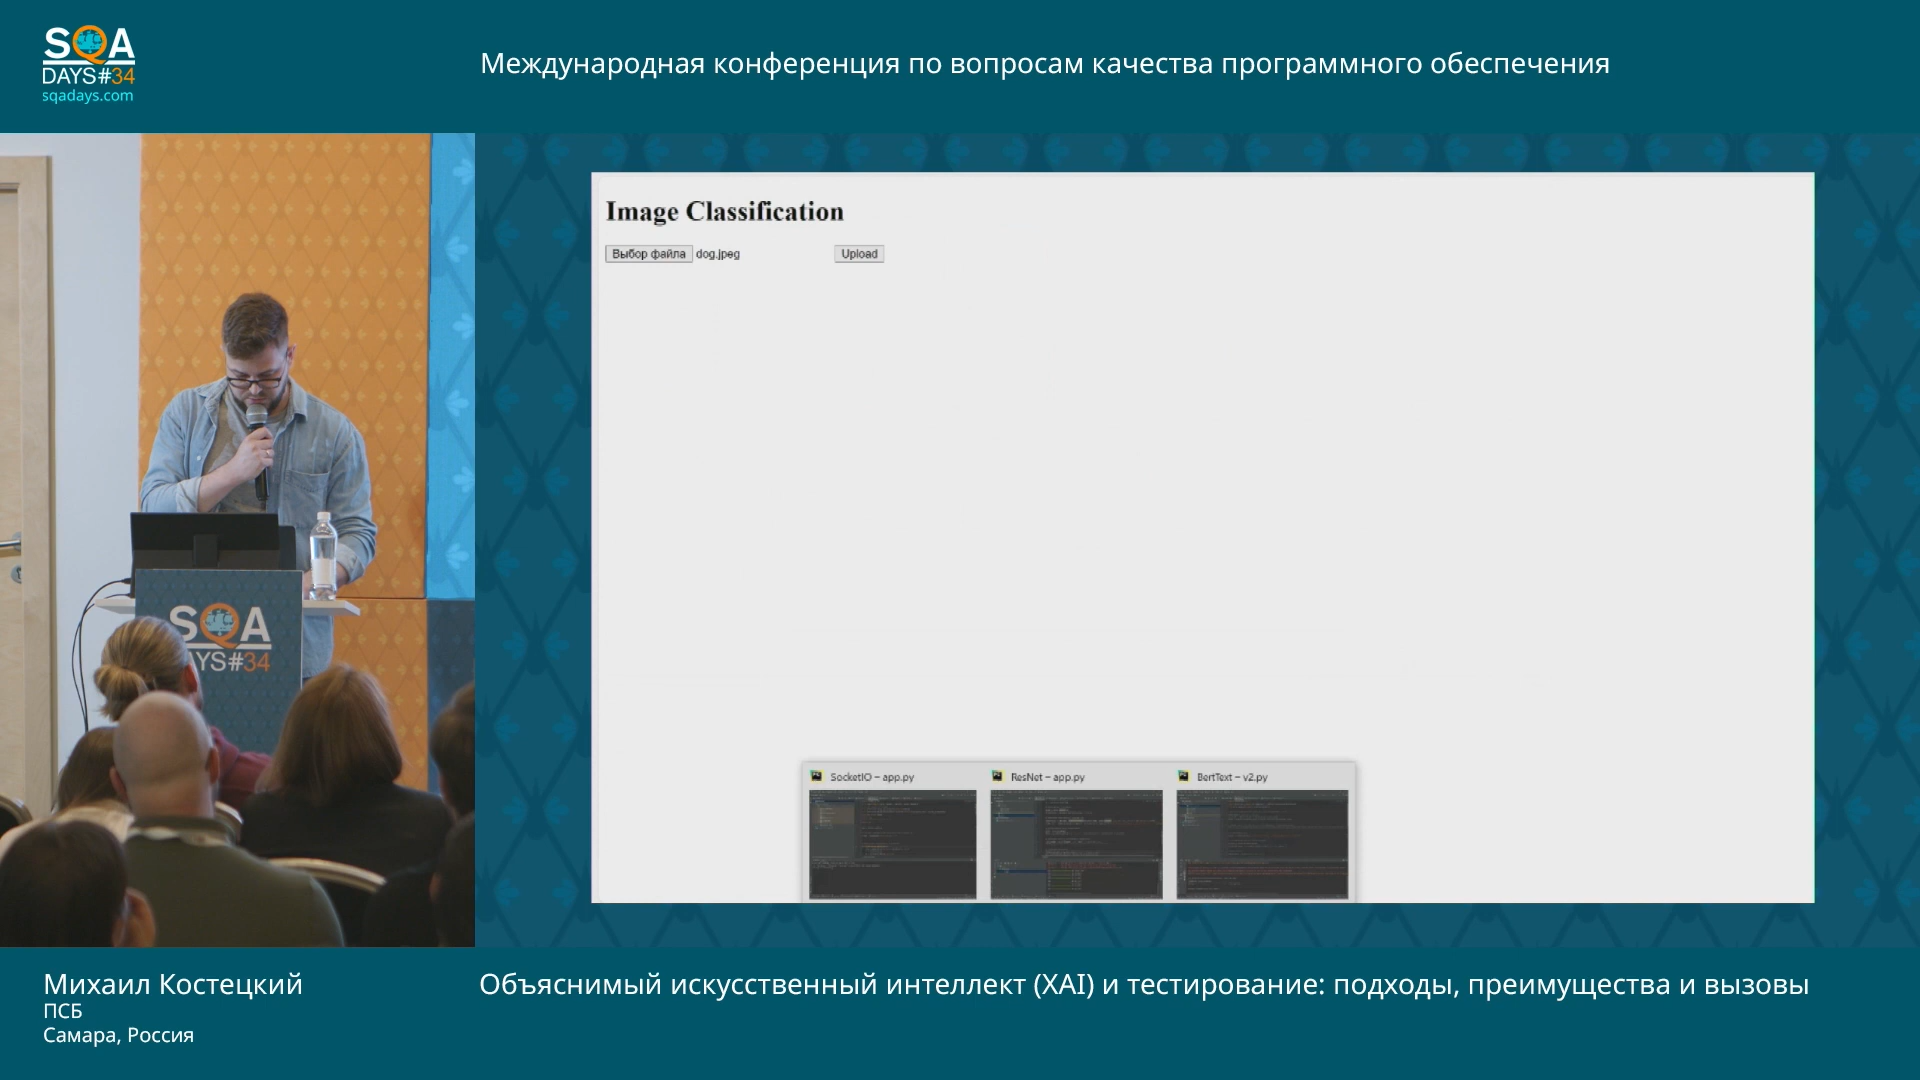 SQA
DAYS#34
sqadays.com
Международная конференция по вопросам качества программного обеспечения
Image Classification
Выбор файла dog.jpeg Upload
SocketIO – app.py
ResNet – app.py
BertText – v2.py
SQA
AYS#34
Михаил Костецкий
ПСБ
Самара, Россия
Объяснимый искусственный интеллект (XAI) и тестирование: подходы, преимущества и вызовы